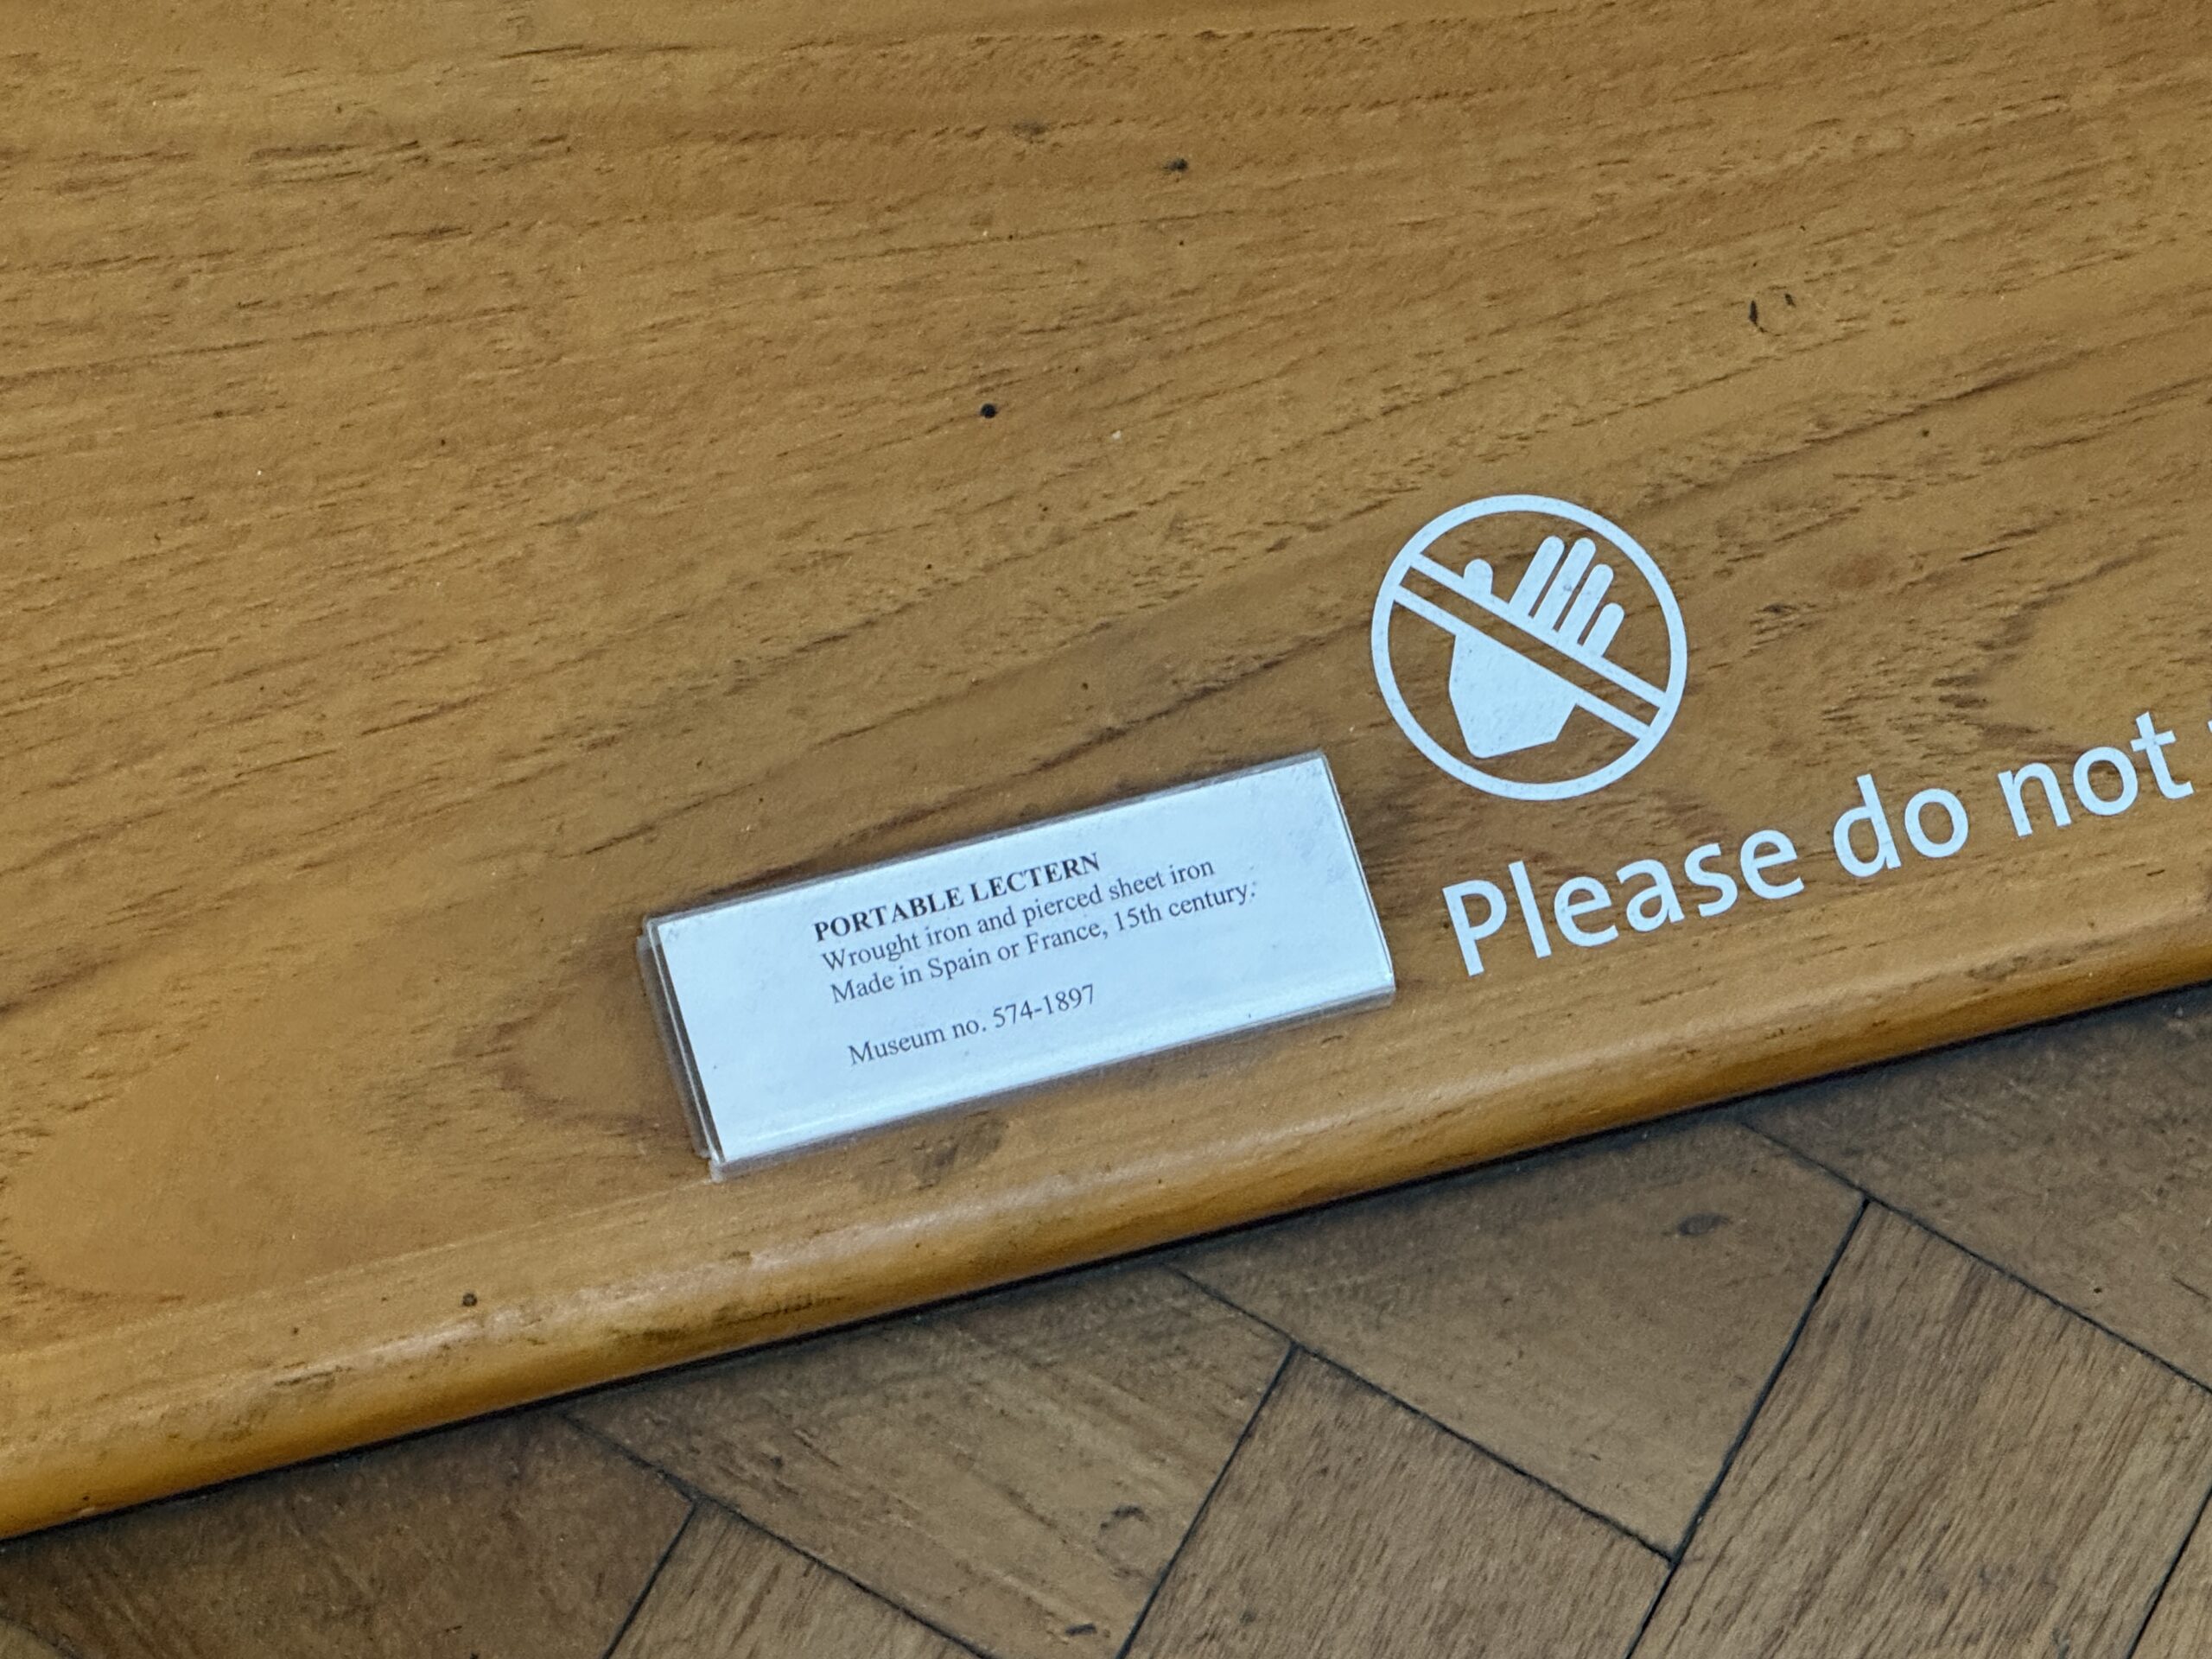 PORTABLE LECTERN
Wrought iron and pierced sheet iron
Made in Spain or France, 15th century.
Museum no. 574-1897
Please do not